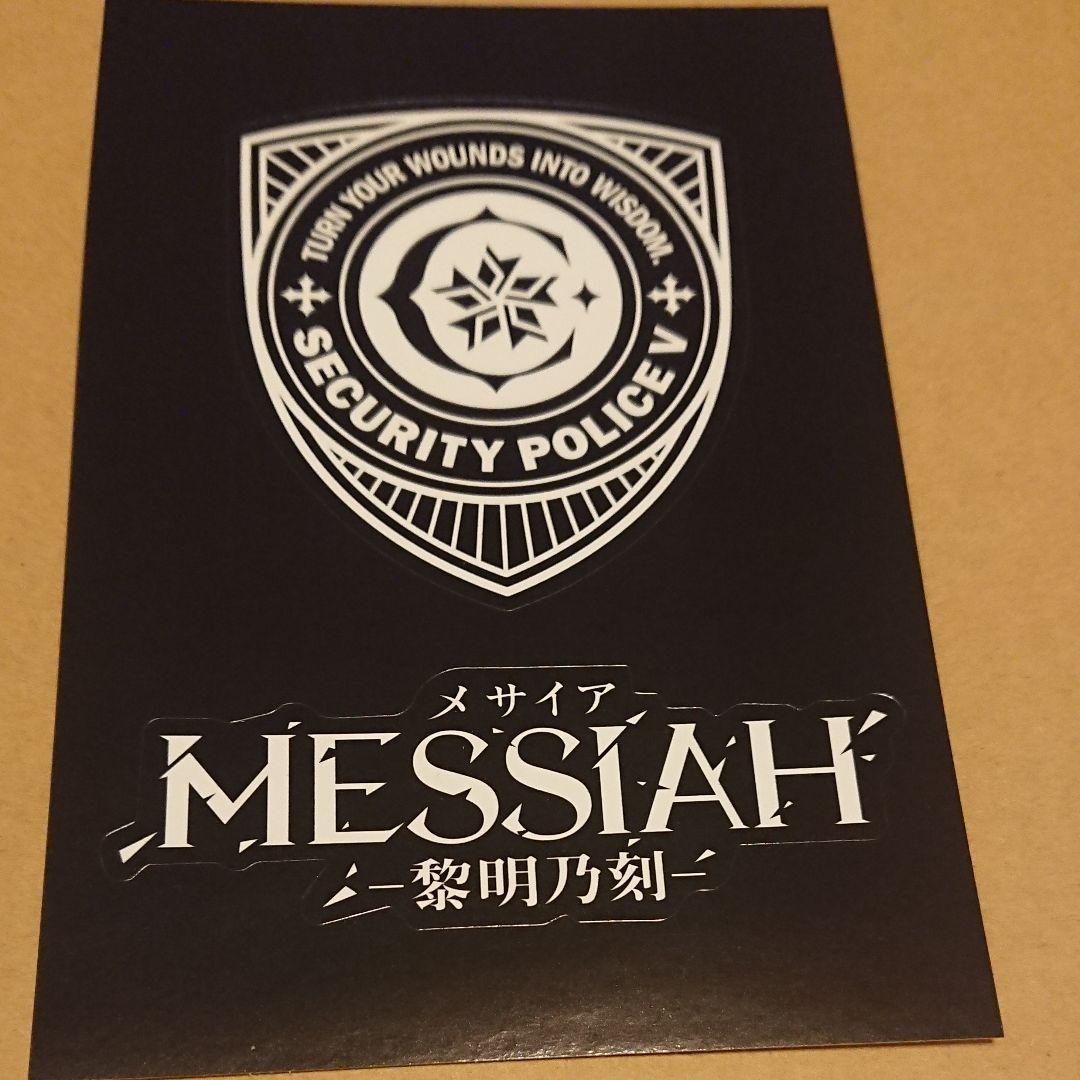 TURN YOUR WOUNDS INTO WISDOM.
SECURITY POLICE V
メサイア
MESSIAH
－黎明乃刻－